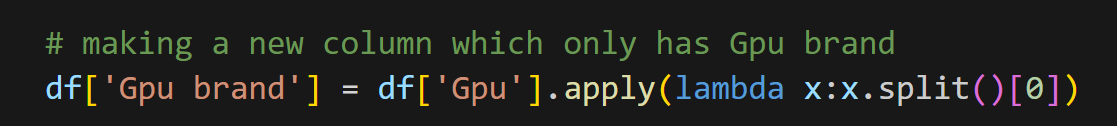 # making a new column which only has Gpu brand
df['Gpu brand'] = df['Gpu'].apply(lambda x:x.split()[0])